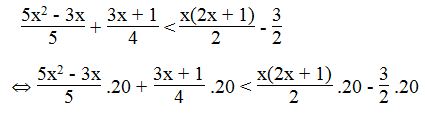 (5x² - 3x)/5 + (3x + 1)/4 < x(2x + 1)/2 - 3/2
⇔ (5x² - 3x)/5 .20 + (3x + 1)/4 .20 < x(2x + 1)/2 .20 - 3/2 .20